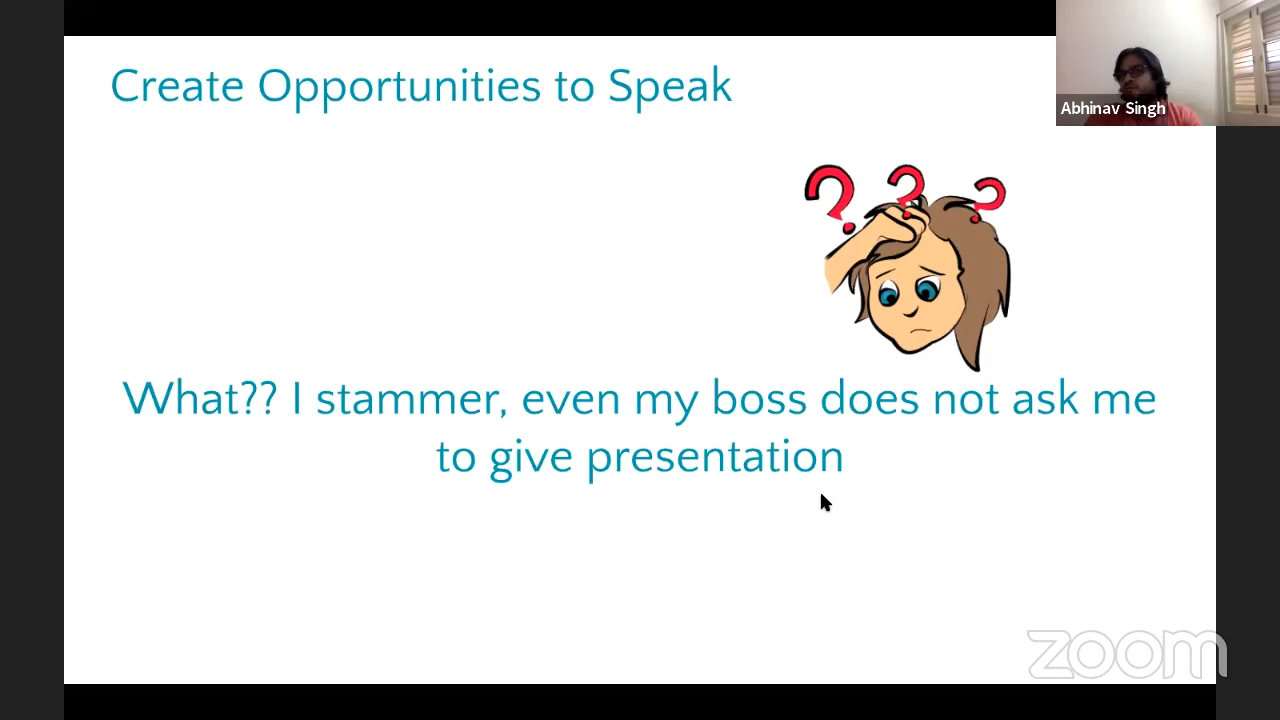 Create Opportunities to Speak
Abhinav Singh
???
What?? I stammer, even my boss does not ask me
to give presentation
zoom